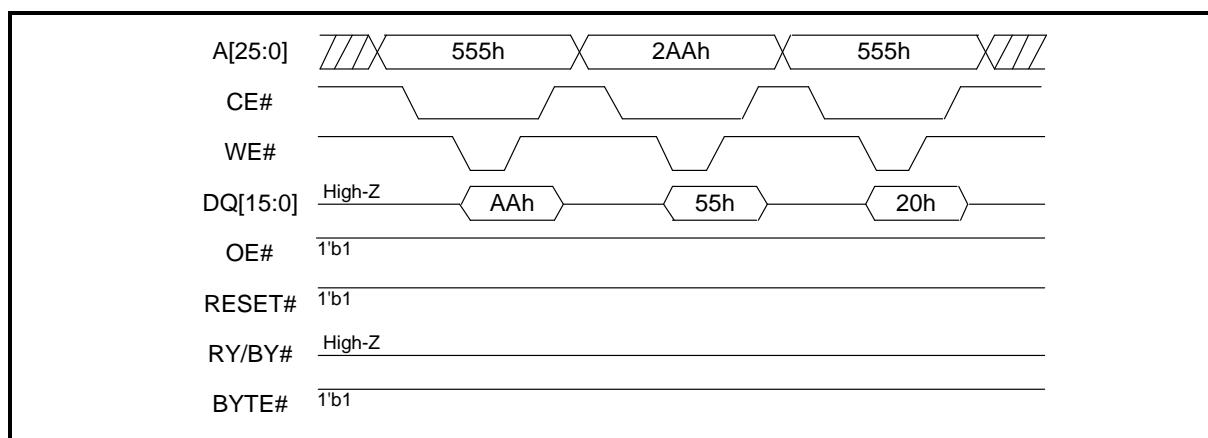 A[25:0] 555h 2AAh 555h
CE#
WE#
DQ[15:0] High-Z AAh 55h 20h
OE# 1'b1
RESET# 1'b1
RY/BY# High-Z
BYTE# 1'b1